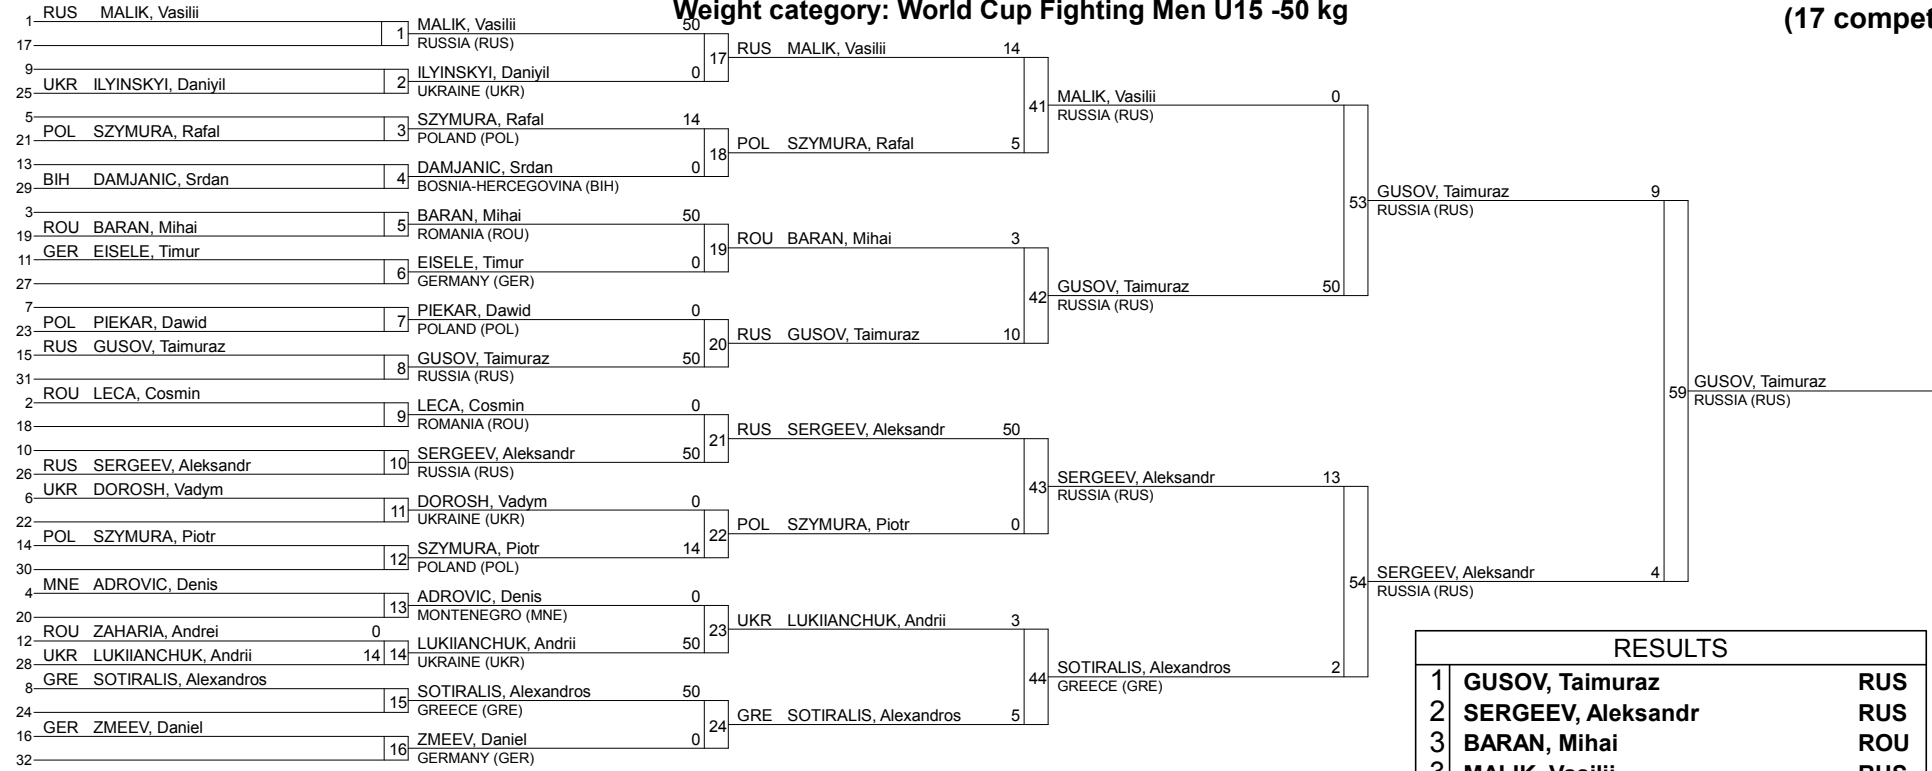 Weight category: World Cup Fighting Men U15 -50 kg
(17 compet
1 RUS MALIK, Vasilii
17
1
9
25 UKR ILYINSKYI, Daniyil
2
5
21 POL SZYMURA, Rafal
3
13
29 BIH DAMJANIC, Srdan
4
3
19 ROU BARAN, Mihai
5
11 GER EISELE, Timur
27
6
7
23 POL PIEKAR, Dawid
7
15 RUS GUSOV, Taimuraz
31
8
2 ROU LECA, Cosmin
18
9
10
26 RUS SERGEEV, Aleksandr
10
6 UKR DOROSH, Vadym
22
11
14 POL SZYMURA, Piotr
30
12
4 MNE ADROVIC, Denis
20
13
12 ROU ZAHARIA, Andrei 0
28 UKR LUKIIANCHUK, Andrii 14
14
8 GRE SOTIRALIS, Alexandros
24
15
16 GER ZMEEV, Daniel
32
16
MALIK, Vasilii 50
RUSSIA (RUS)
17
ILYINSKYI, Daniyil 0
UKRAINE (UKR)
SZYMURA, Rafal 14
POLAND (POL)
18
DAMJANIC, Srdan 0
BOSNIA-HERCEGOVINA (BIH)
BARAN, Mihai 50
ROMANIA (ROU)
19
EISELE, Timur 0
GERMANY (GER)
PIEKAR, Dawid 0
POLAND (POL)
20
GUSOV, Taimuraz 50
RUSSIA (RUS)
LECA, Cosmin 0
ROMANIA (ROU)
21
SERGEEV, Aleksandr 50
RUSSIA (RUS)
DOROSH, Vadym 0
UKRAINE (UKR)
22
SZYMURA, Piotr 14
POLAND (POL)
ADROVIC, Denis 0
MONTENEGRO (MNE)
23
LUKIIANCHUK, Andrii 50
UKRAINE (UKR)
SOTIRALIS, Alexandros 50
GREECE (GRE)
24
ZMEEV, Daniel 0
GERMANY (GER)
RUS MALIK, Vasilii 14
41
POL SZYMURA, Rafal 5
ROU BARAN, Mihai 3
42
RUS GUSOV, Taimuraz 10
RUS SERGEEV, Aleksandr 50
43
POL SZYMURA, Piotr 0
UKR LUKIIANCHUK, Andrii 3
44
GRE SOTIRALIS, Alexandros 5
MALIK, Vasilii 0
RUSSIA (RUS)
53
GUSOV, Taimuraz 50
RUSSIA (RUS)
SERGEEV, Aleksandr 13
RUSSIA (RUS)
54
SOTIRALIS, Alexandros 2
GREECE (GRE)
GUSOV, Taimuraz 9
RUSSIA (RUS)
59
SERGEEV, Aleksandr 4
RUSSIA (RUS)
GUSOV, Taimuraz
RUSSIA (RUS)
RESULTS
1 GUSOV, Taimuraz RUS
2 SERGEEV, Aleksandr RUS
3 BARAN, Mihai ROU
3 MALIK, Vasilii RUS